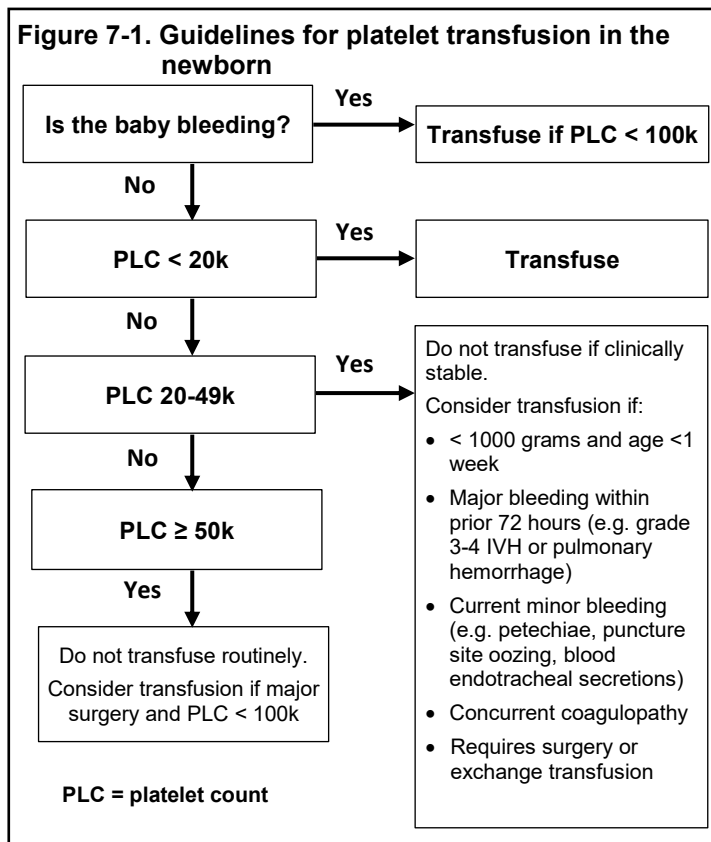 Figure 7-1. Guidelines for platelet transfusion in the
newborn
Is the baby bleeding?
Yes
Transfuse if PLC < 100k
No
PLC < 20k
Yes
Transfuse
No
PLC 20-49k
Yes
Do not transfuse if clinically
stable.
Consider transfusion if:
• < 1000 grams and age <1
week
• Major bleeding within
prior 72 hours (e.g. grade
3-4 IVH or pulmonary
hemorrhage)
• Current minor bleeding
(e.g. petechiae, puncture
site oozing, blood
endotracheal secretions)
• Concurrent coagulopathy
• Requires surgery or
exchange transfusion
No
PLC ≥ 50k
Yes
Do not transfuse routinely.
Consider transfusion if major
surgery and PLC < 100k
PLC = platelet count